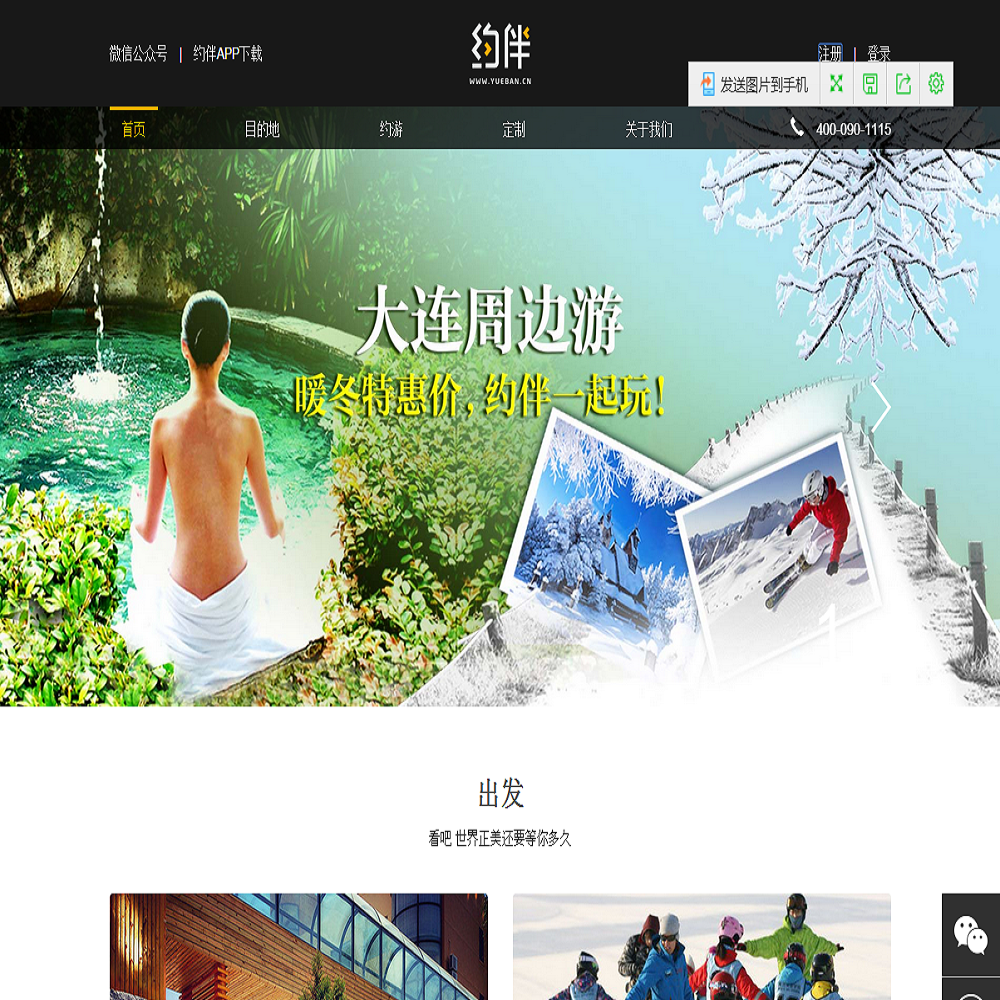 微信公众号 | 约伴APP下载
约伴
WWW.YUEBAN.CN
注册 | 登录
发送图片到手机
首页 目的地 约游 定制 关于我们 400-090-1115
大连周边游
暖冬特惠价，约伴一起玩！
1
出发
看吧 世界正美还要等你多久